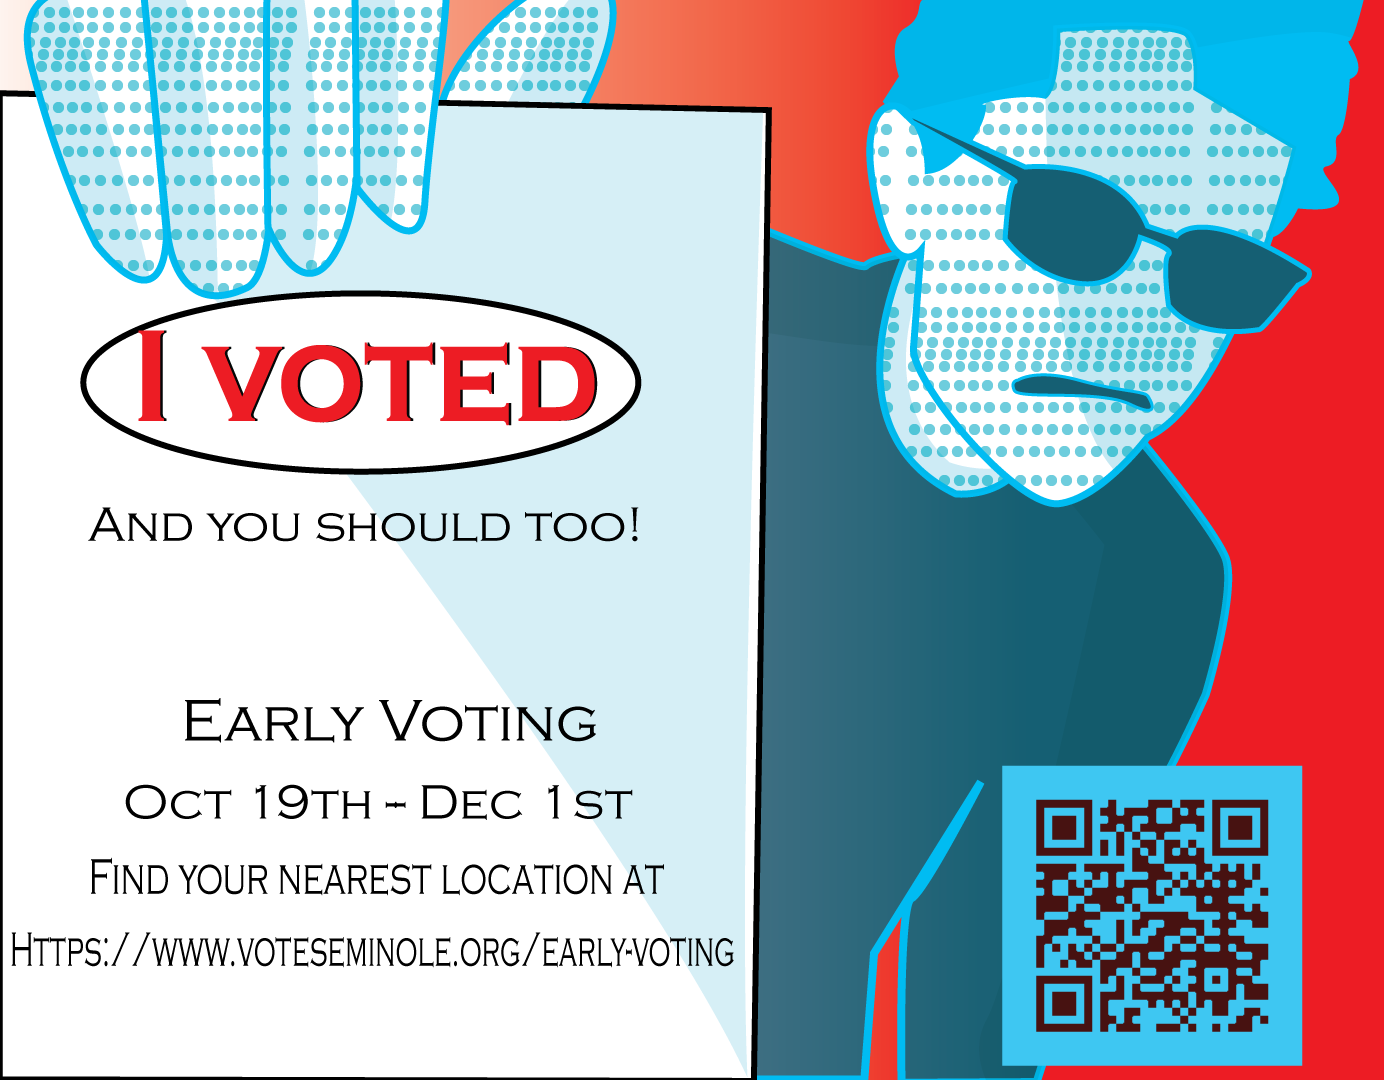 I VOTED
AND YOU SHOULD TOO!
EARLY VOTING
OCT 19TH - DEC 1ST
FIND YOUR NEAREST LOCATION AT
HTTPS://WWW.VOTESEMINOLE.ORG/EARLY-VOTING